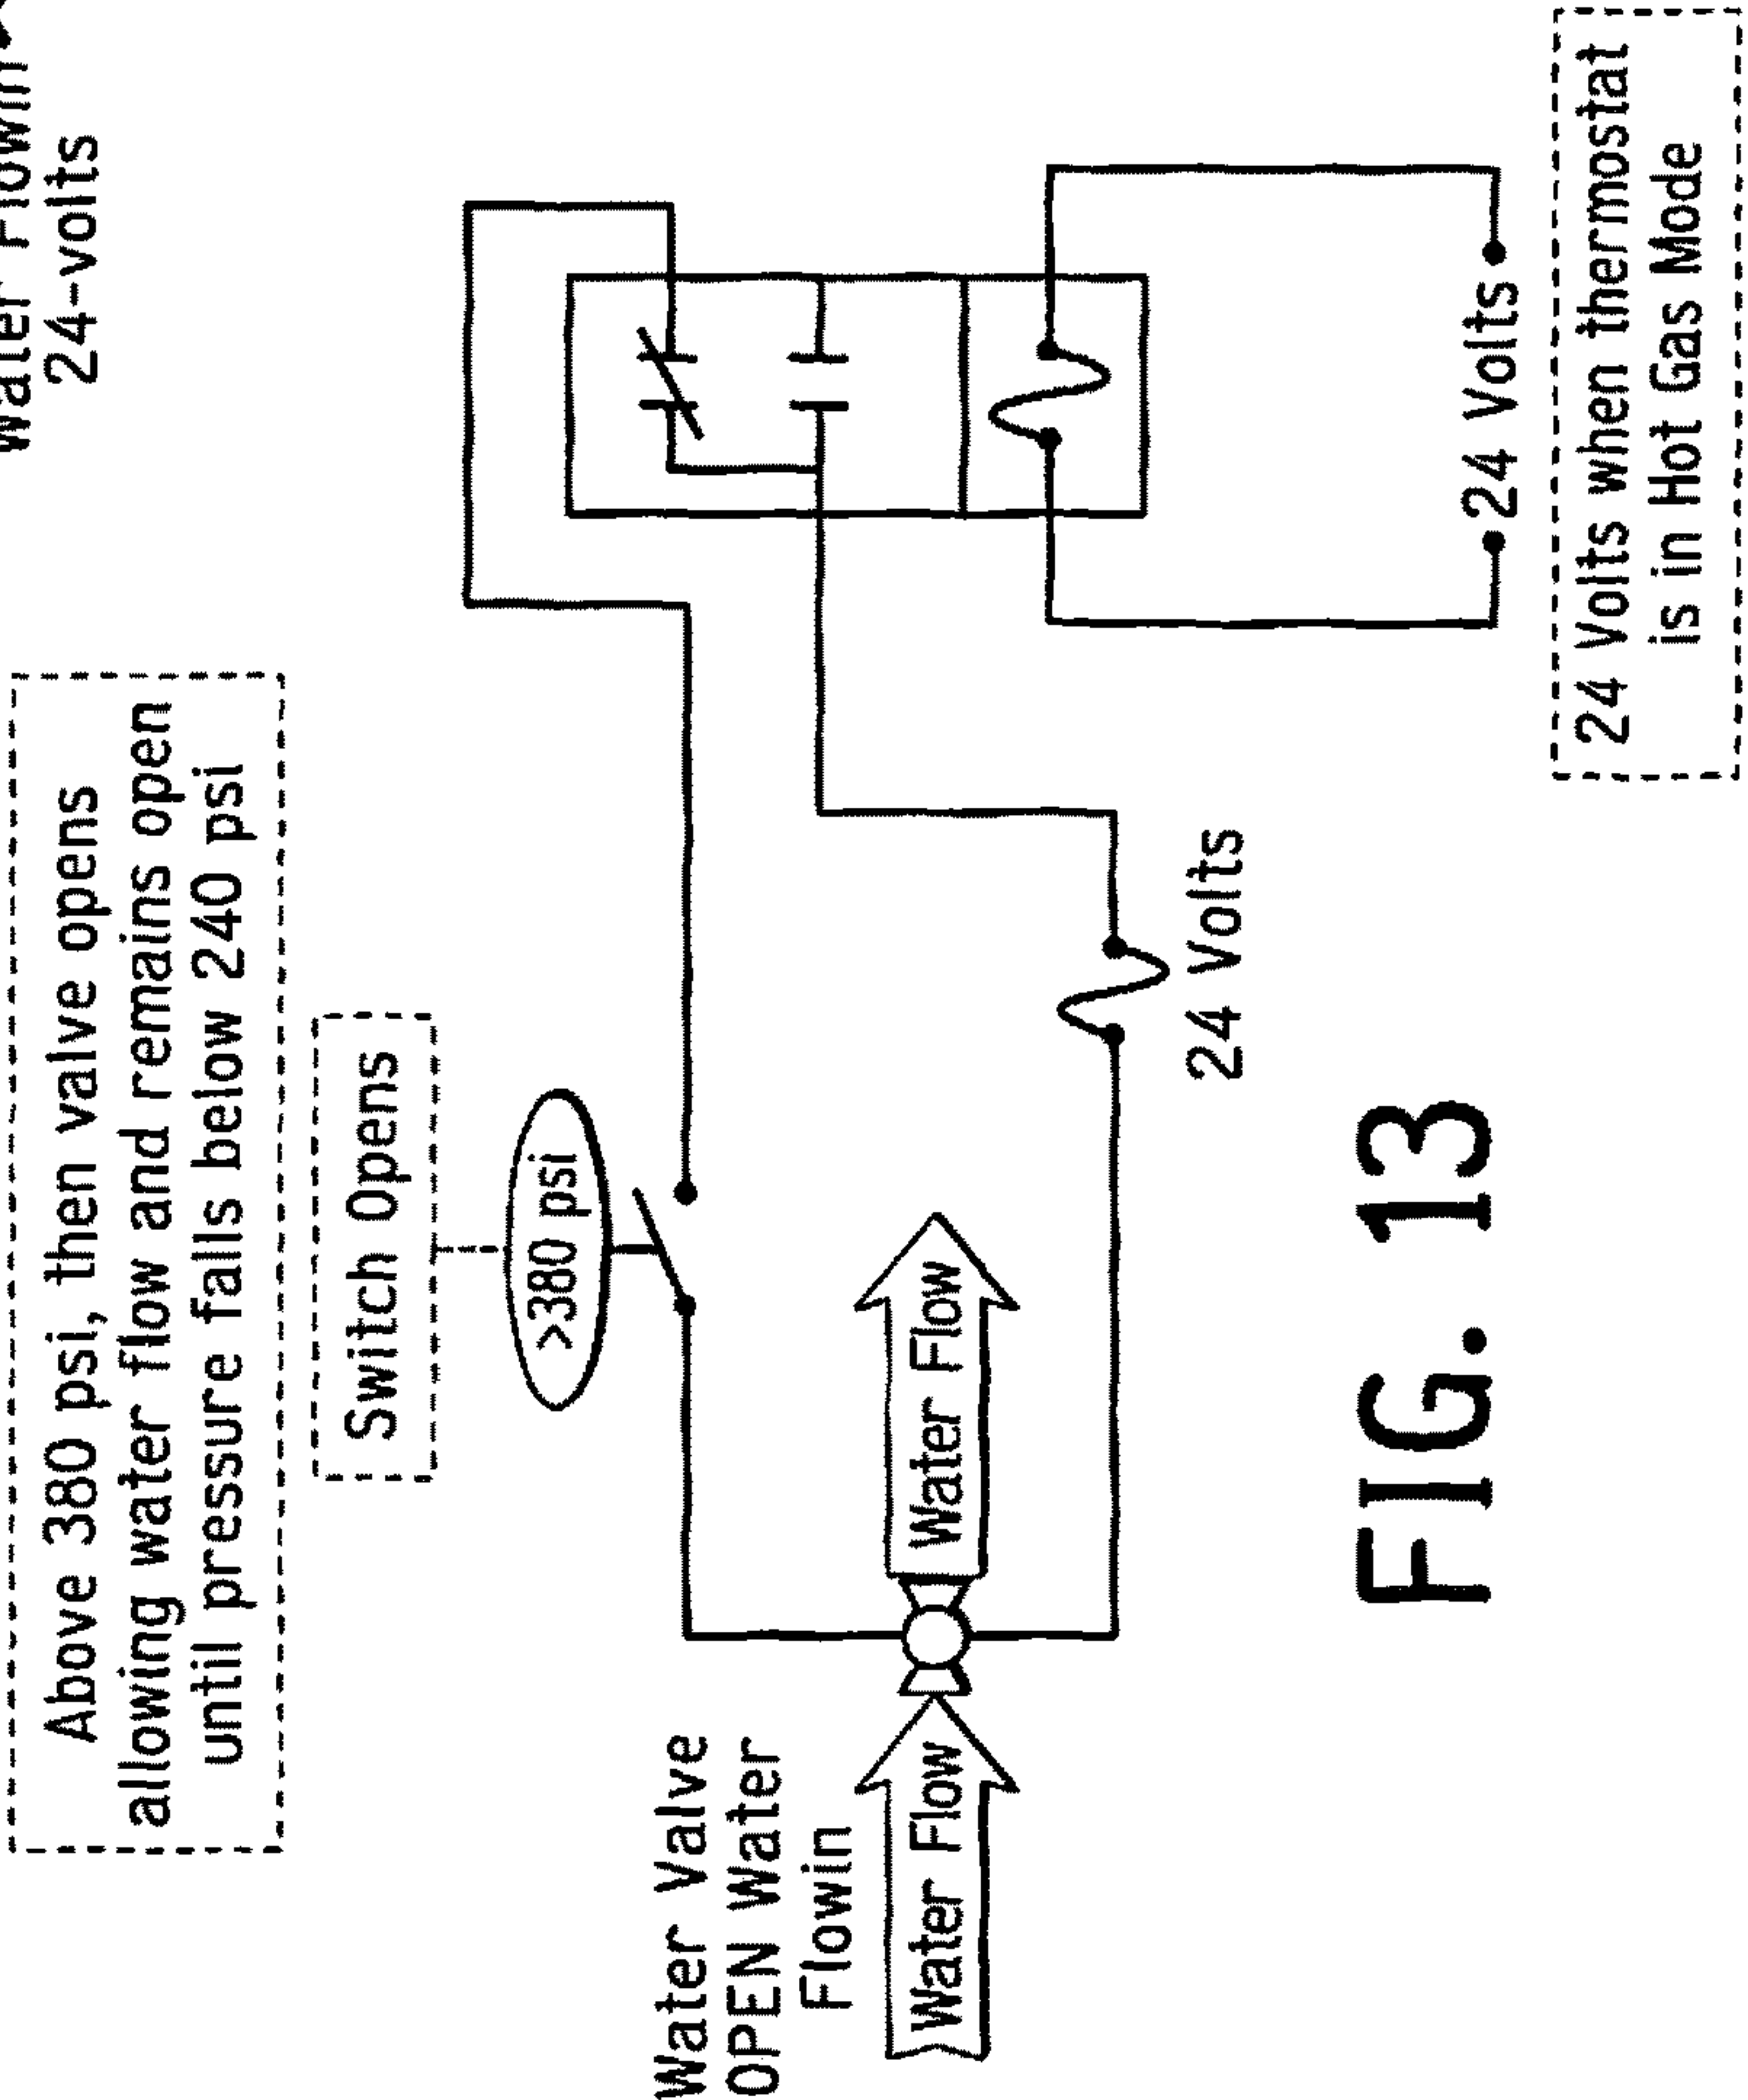 Water Flowin
24-volts
Above 380 psi, then valve opens
allowing water flow and remains open
until pressure falls below 240 psi
Switch Opens
>380 psi
Water Valve
OPEN Water
Flowin
Water Flow
Water Flow
24 Volts
24 Volts
24 Volts when thermostat
is in Hot Gas Mode
FIG. 13